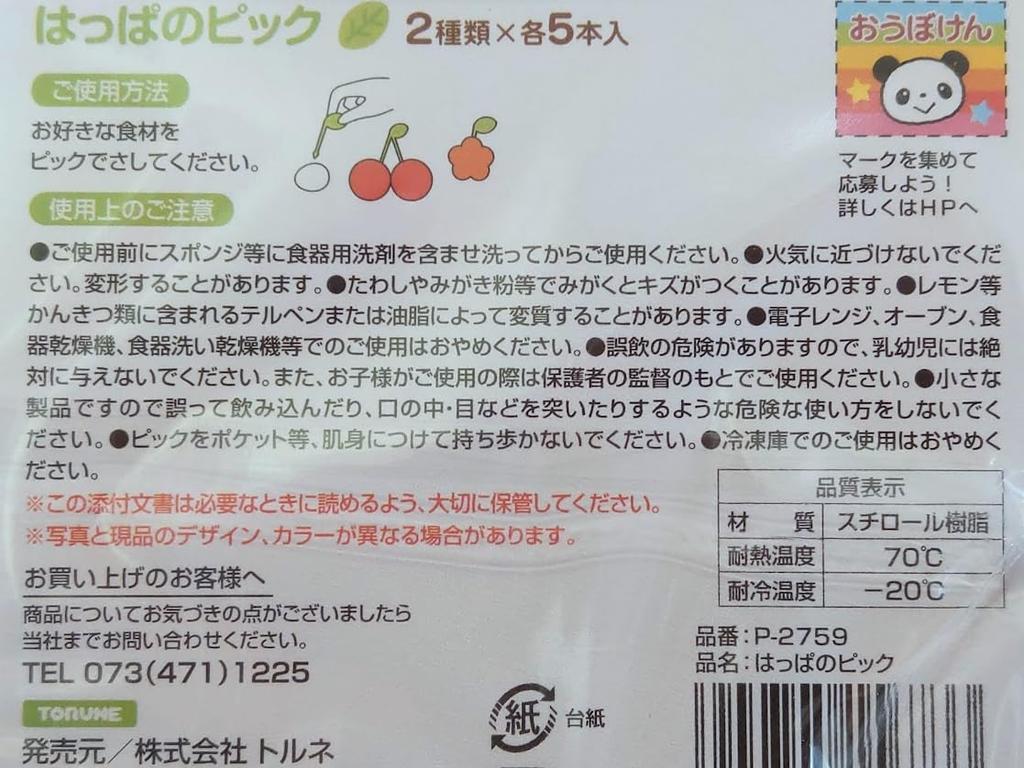 はっぱのピック 2種類×各5本入
おうぼけん
マークを集めて
応募しよう！
詳しくはHPへ
ご使用方法
お好きな食材を
ピックでさしてください。
使用上のご注意
●ご使用前にスポンジ等に食器用洗剤を含ませ洗ってからご使用ください。●火気に近づけないでくだ
さい。変形することがあります。●たわしやみがき粉等でみがくとキズがつくことがあります。●レモン等
かんきつ類に含まれるテルペンまたは油脂によって変質することがあります。●電子レンジ、オーブン、食
器乾燥機、食器洗い乾燥機等でのご使用はおやめください。●誤飲の危険がありますので、乳幼児には絶
対に与えないでください。また、お子様がご使用の際は保護者の監督のもとでご使用ください。●小さな
製品ですので誤って飲み込んだり、口の中・目などを突いたりするような危険な使い方をしないでく
ださい。●ピックをポケット等、肌身につけて持ち歩かないでください。●冷凍庫でのご使用はおやめく
ださい。
※この添付文書は必要なときに読めるよう、大切に保管してください。
※写真と現品のデザイン、カラーが異なる場合があります。
お買い上げのお客様へ
商品についてお気づきの点がございましたら
当社までお問い合わせください。
TEL 073(471)1225
TORUNE
発売元／株式会社 トルネ
紙 台紙
品質表示
材 質 スチロール樹脂
耐熱温度 70℃
耐冷温度 −20℃
品番：P-2759
品名：はっぱのピック